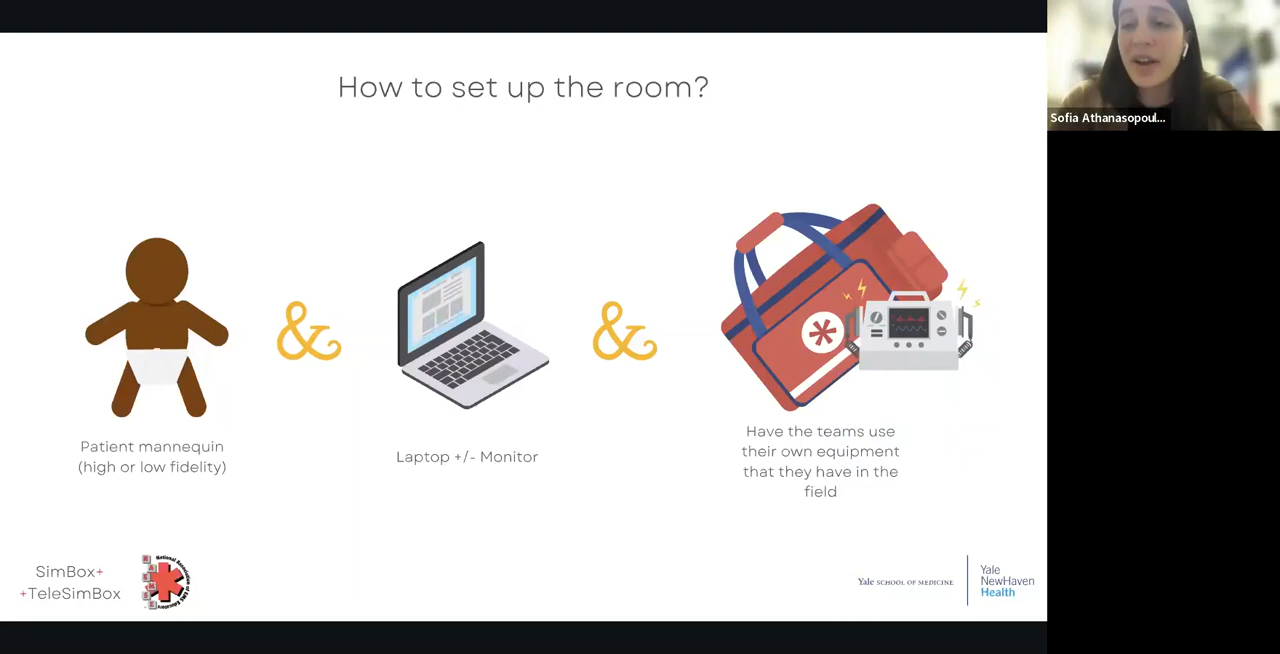 How to set up the room?
Sofia Athanasopoul...
&
&
Patient mannequin
(high or low fidelity)
Laptop +/- Monitor
Have the teams use
their own equipment
that they have in the
field
SimBox+
+TeleSimBox
Yale SCHOOL OF MEDICINE
Yale
NewHaven
Health